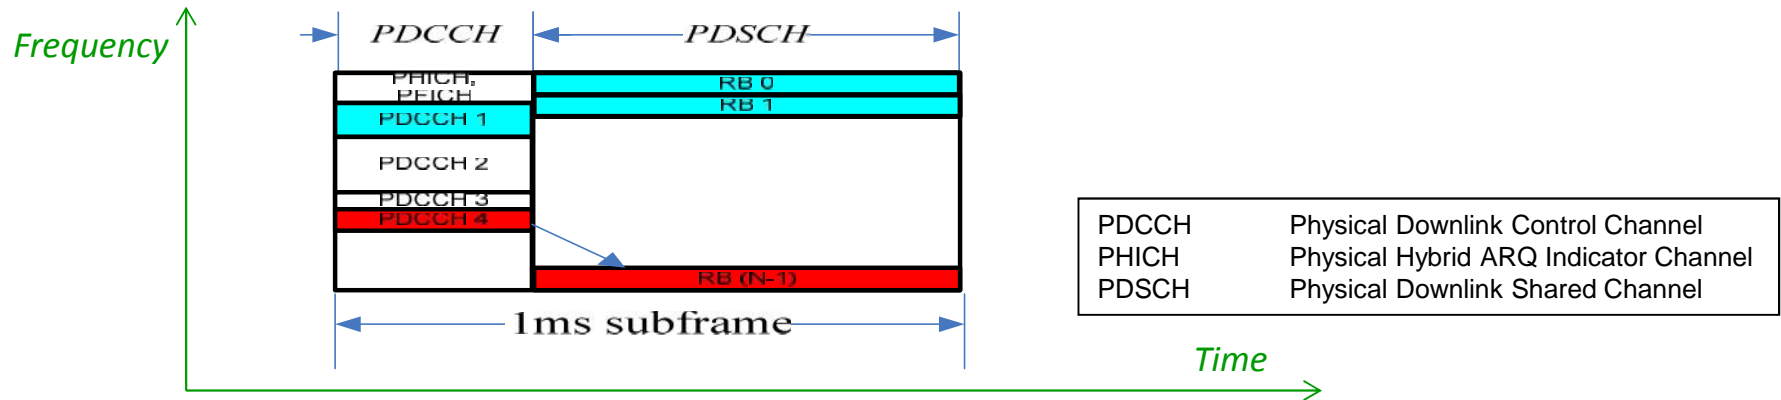 Frequency
PDCCH
PDSCH
PHICH,
PFICH
PDCCH 1
PDCCH 2
PDCCH 3
PDCCH 4
RB 0
RB 1
RB (N-1)
1ms subframe
Time
PDCCH Physical Downlink Control Channel
PHICH Physical Hybrid ARQ Indicator Channel
PDSCH Physical Downlink Shared Channel